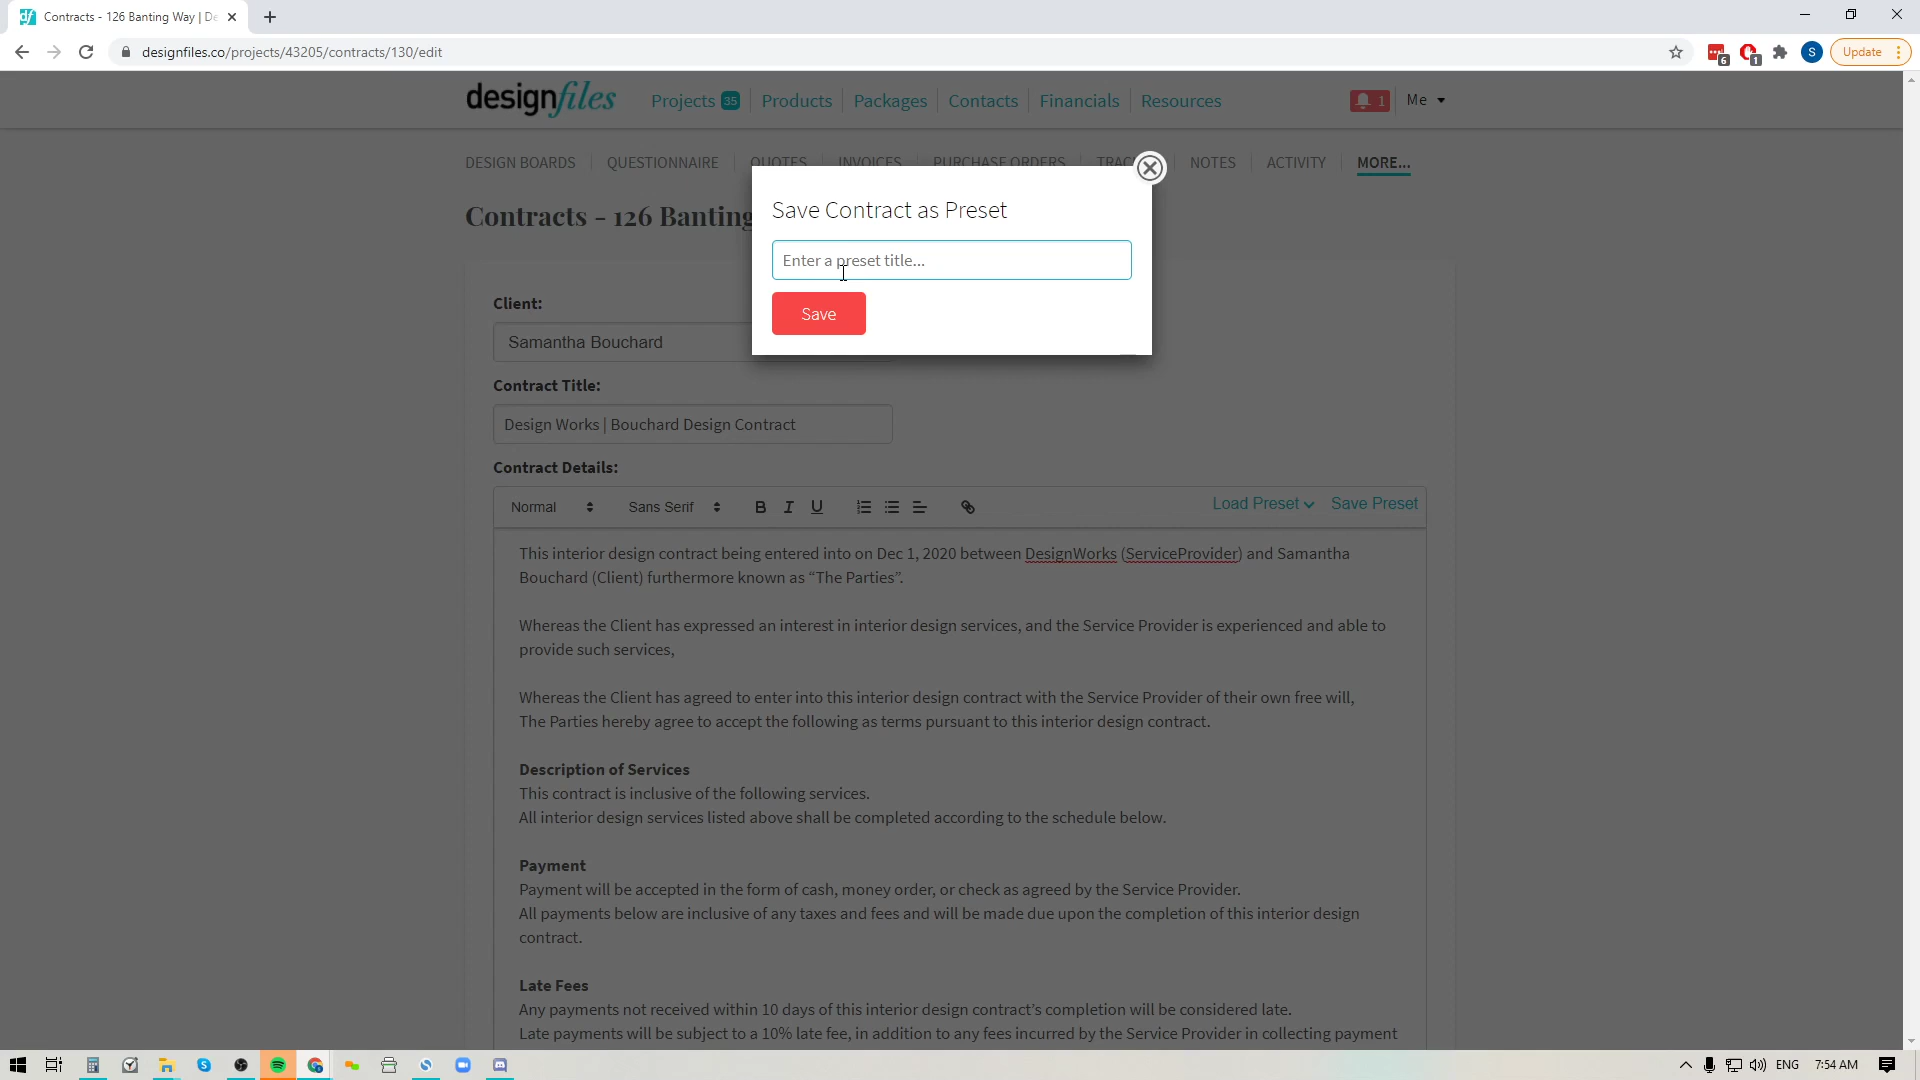 Contracts - 126 Banting Way | De
designfiles.co/projects/43205/contracts/130/edit
6
1
S
Update
designfiles
Projects 35
Products
Packages
Contacts
Financials
Resources
1
Me
DESIGN BOARDS
QUESTIONNAIRE
QUOTES
INVOICES
PURCHASE ORDERS
TRAC
NOTES
ACTIVITY
MORE...
Contracts - 126 Banting
Save Contract as Preset
Enter a preset title...
Save
Client:
Samantha Bouchard
Contract Title:
Design Works | Bouchard Design Contract
Contract Details:
Normal
Sans Serif
B I U
Load Preset
Save Preset
This interior design contract being entered into on Dec 1, 2020 between DesignWorks (ServiceProvider) and Samantha
Bouchard (Client) furthermore known as “The Parties”.
Whereas the Client has expressed an interest in interior design services, and the Service Provider is experienced and able to
provide such services,
Whereas the Client has agreed to enter into this interior design contract with the Service Provider of their own free will,
The Parties hereby agree to accept the following as terms pursuant to this interior design contract.
Description of Services
This contract is inclusive of the following services.
All interior design services listed above shall be completed according to the schedule below.
Payment
Payment will be accepted in the form of cash, money order, or check as agreed by the Service Provider.
All payments below are inclusive of any taxes and fees and will be made due upon the completion of this interior design
contract.
Late Fees
Any payments not received within 10 days of this interior design contract’s completion will be considered late.
Late payments will be subject to a 10% late fee, in addition to any fees incurred by the Service Provider in collecting payment
ENG
7:54 AM